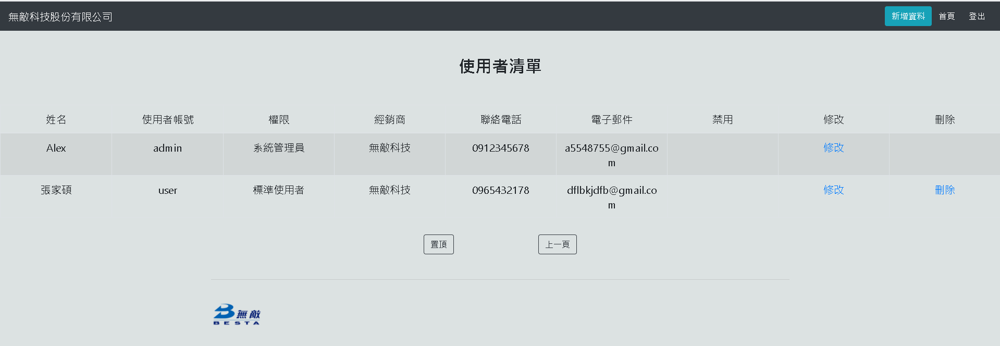 無敵科技股份有限公司 新增資料 首頁 登出
使用者清單
姓名 使用者帳號 權限 經銷商 聯絡電話 電子郵件 禁用 修改 刪除
Alex admin 系統管理員 無敵科技 0912345678 a5548755@gmail.co 修改
m
張家碩 user 標準使用者 無敵科技 0965432178 dflbkjdfb@gmail.co 修改 刪除
m
置頂 上一頁
無敵
BESTA